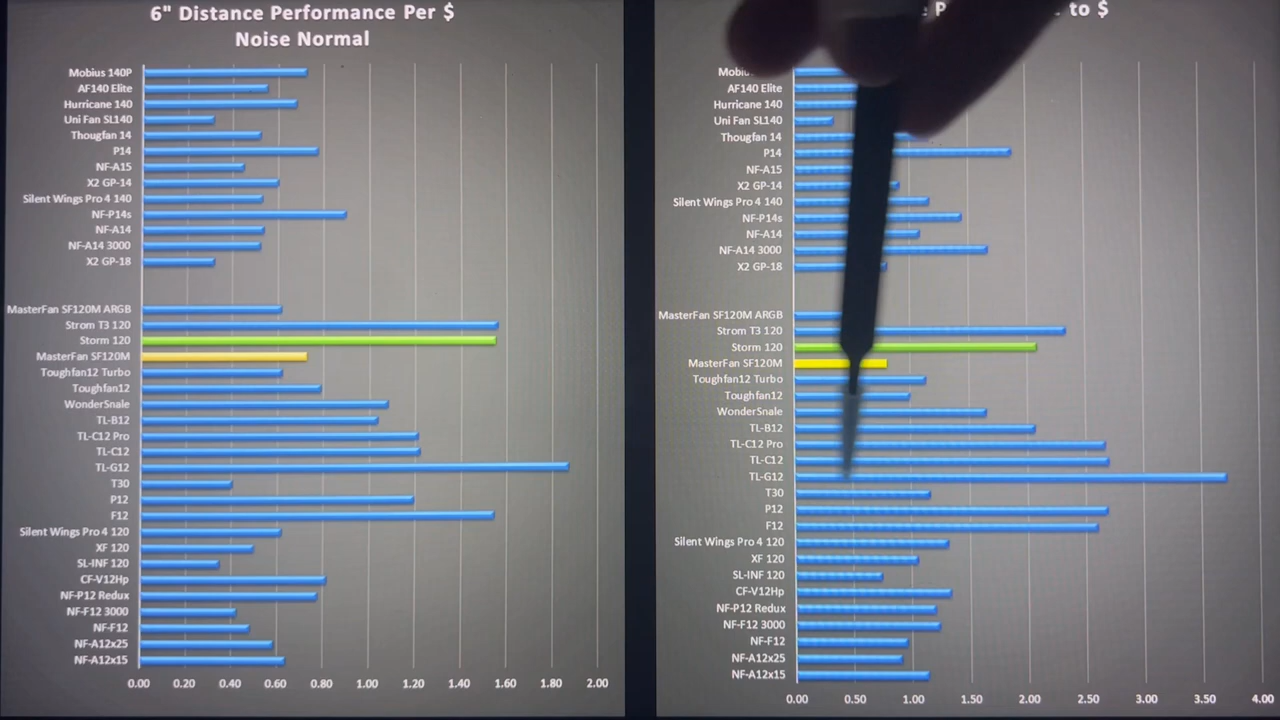 6" Distance Performance Per $
Noise Normal
Mobius 140P
AF140 Elite
Hurricane 140
Uni Fan SL140
Thougfan 14
P14
NF-A15
X2 GP-14
Silent Wings Pro 4 140
NF-P14s
NF-A14
NF-A14 3000
X2 GP-18
MasterFan SF120M ARGB
Strom T3 120
Storm 120
MasterFan SF120M
Toughfan12 Turbo
Toughfan12
WonderSnale
TL-B12
TL-C12 Pro
TL-C12
TL-G12
T30
P12
F12
Silent Wings Pro 4 120
XF 120
SL-INF 120
CF-V12Hp
NF-P12 Redux
NF-F12 3000
NF-F12
NF-A12x25
NF-A12x15
0.00 0.20 0.40 0.60 0.80 1.00 1.20 1.40 1.60 1.80 2.00
to $
AF140 Elite
Hurricane 140
Uni Fan SL140
Thougfan 14
P14
NF-A15
X2 GP-14
Silent Wings Pro 4 140
NF-P14s
NF-A14
NF-A14 3000
X2 GP-18
MasterFan SF120M ARGB
Strom T3 120
Storm 120
MasterFan SF120M
Toughfan12 Turbo
Toughfan12
WonderSnale
TL-B12
TL-C12 Pro
TL-C12
TL-G12
T30
P12
F12
Silent Wings Pro 4 120
XF 120
SL-INF 120
CF-V12Hp
NF-P12 Redux
NF-F12 3000
NF-F12
NF-A12x25
NF-A12x15
0.00 0.50 1.00 1.50 2.00 2.50 3.00 3.50 4.00